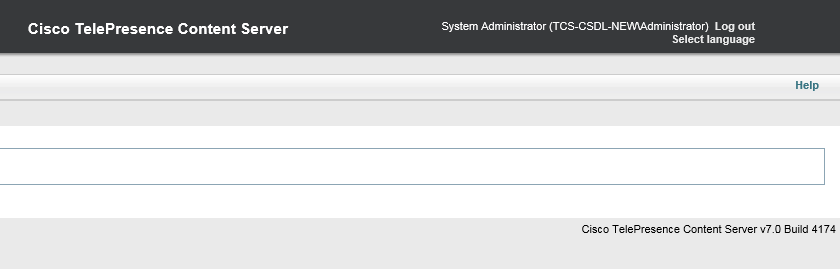 Cisco TelePresence Content Server
System Administrator (TCS-CSDL-NEW\Administrator) Log out
Select language
Help
Cisco TelePresence Content Server v7.0 Build 4174